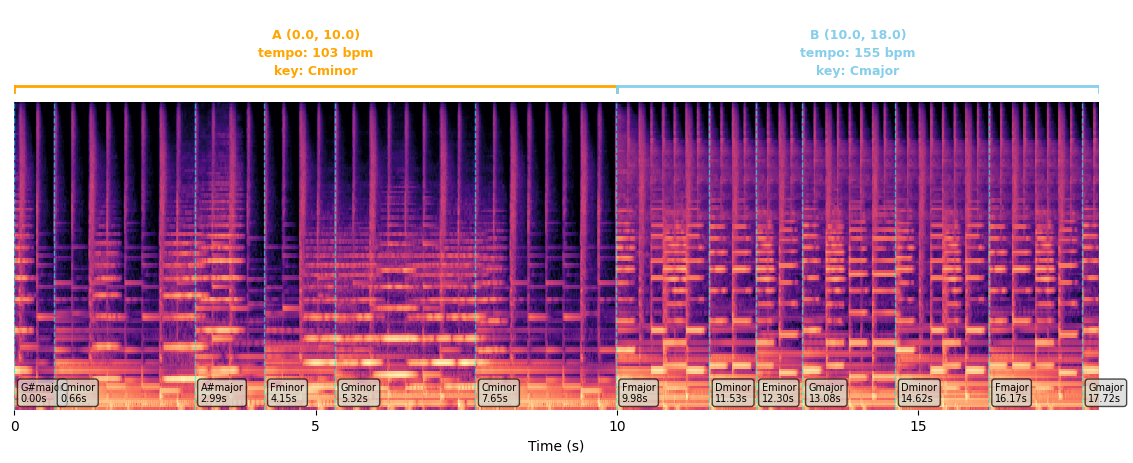 A (0.0, 10.0)
tempo: 103 bpm
key: Cminor
B (10.0, 18.0)
tempo: 155 bpm
key: Cmajor
G#major
0.00s
Cminor
0.66s
A#major
2.99s
Fminor
4.15s
Gminor
5.32s
Cminor
7.65s
Fmajor
9.98s
Dminor
11.53s
Eminor
12.30s
Gmajor
13.08s
Dminor
14.62s
Fmajor
16.17s
Gmajor
17.72s
0
5
10
15
Time (s)